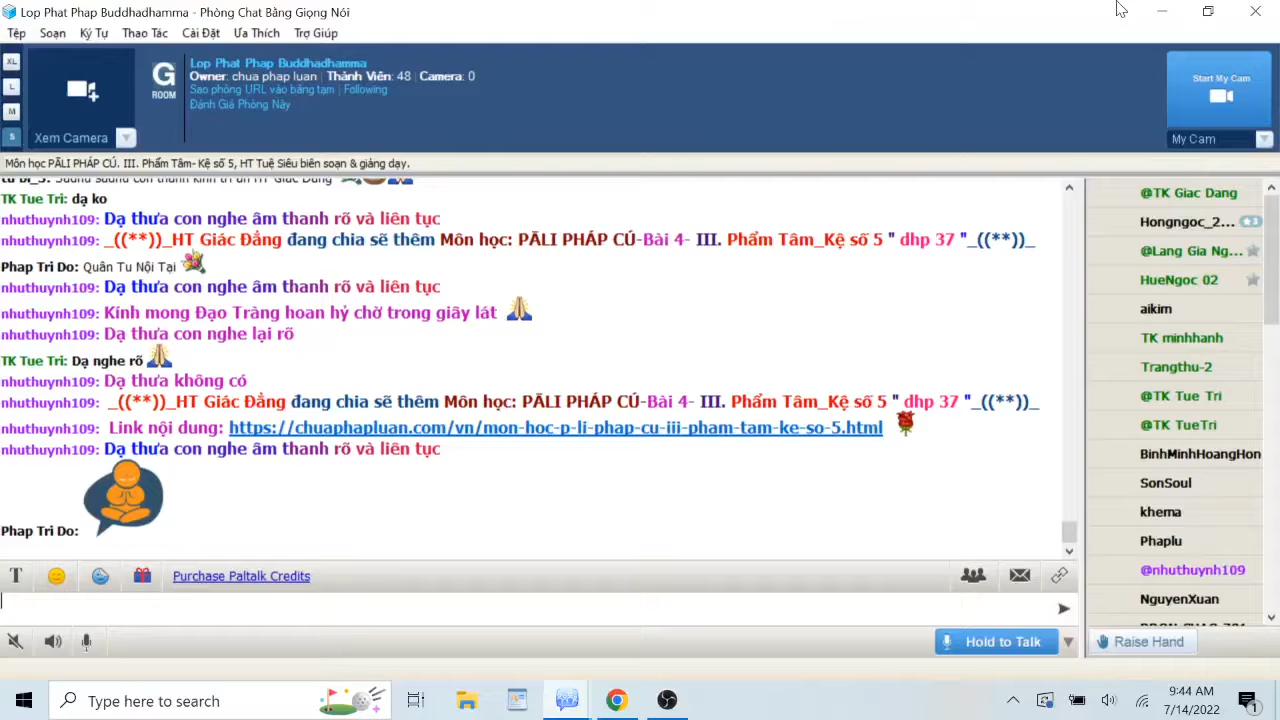 Lop Phat Phap Buddhadhamma - Phòng Chat Bằng Giọng Nói
Tệp Soạn Ký Tự Thao Tác Cài Đặt Ưa Thích Trợ Giúp
XL
L
M
S
Xem Camera
G
ROOM
Lop Phat Phap Buddhadhamma
Owner: chua phap luan | Thành Viên: 48 | Camera: 0
Sao phòng URL vào bảng tạm | Following
Đánh Giá Phòng Này
Start My Cam
My Cam
Môn học PĀLI PHÁP CÚ. III. Phẩm Tâm- Kệ số 5, HT Tuệ Siêu biên soạn & giảng dạy.
TK Tue Tri: dạ ko
nhuthuynh109: Dạ thưa con nghe âm thanh rõ và liên tục
nhuthuynh109: _((**))_HT Giác Đẳng đang chia sẽ thêm Môn học: PĀLI PHÁP CÚ-Bài 4- III. Phẩm Tâm_Kệ số 5 " dhp 37 "_((**))_
Phap Tri Do: Quân Tu Nội Tại
nhuthuynh109: Dạ thưa con nghe âm thanh rõ và liên tục
nhuthuynh109: Kính mong Đạo Tràng hoan hỷ chờ trong giây lát
nhuthuynh109: Dạ thưa con nghe lại rõ
TK Tue Tri: Dạ nghe rõ
nhuthuynh109: Dạ thưa không có
nhuthuynh109: _((**))_HT Giác Đẳng đang chia sẽ thêm Môn học: PĀLI PHÁP CÚ-Bài 4- III. Phẩm Tâm_Kệ số 5 " dhp 37 "_((**))_
nhuthuynh109: Link nội dung: https://chuaphapluan.com/vn/mon-hoc-p-li-phap-cu-iii-pham-tam-ke-so-5.html
nhuthuynh109: Dạ thưa con nghe âm thanh rõ và liên tục
Phap Tri Do:
@TK Giac Dang
Hongngoc_2... 3
@Lang Gia Ng...
HueNgoc 02
aikim
TK minhhanh
Trangthu-2
@TK Tue Tri
@TK TueTri
BinhMinhHoangHon
SonSoul
khema
Phaplu
@nhuthuynh109
NguyenXuan
T
Purchase Paltalk Credits
Hold to Talk
Raise Hand
Type here to search
9:44 AM
7/14/2022
1